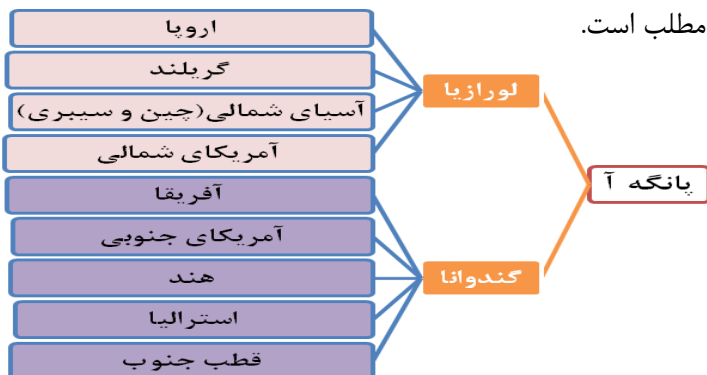 مطلب است.
پانگه آ
لورازیا
اروپا
گریلند
آسیای شمالی(چین و سیبری)
آمریکای شمالی
گندوانا
آفریقا
آمریکای جنوبی
هند
استرالیا
قطب جنوب